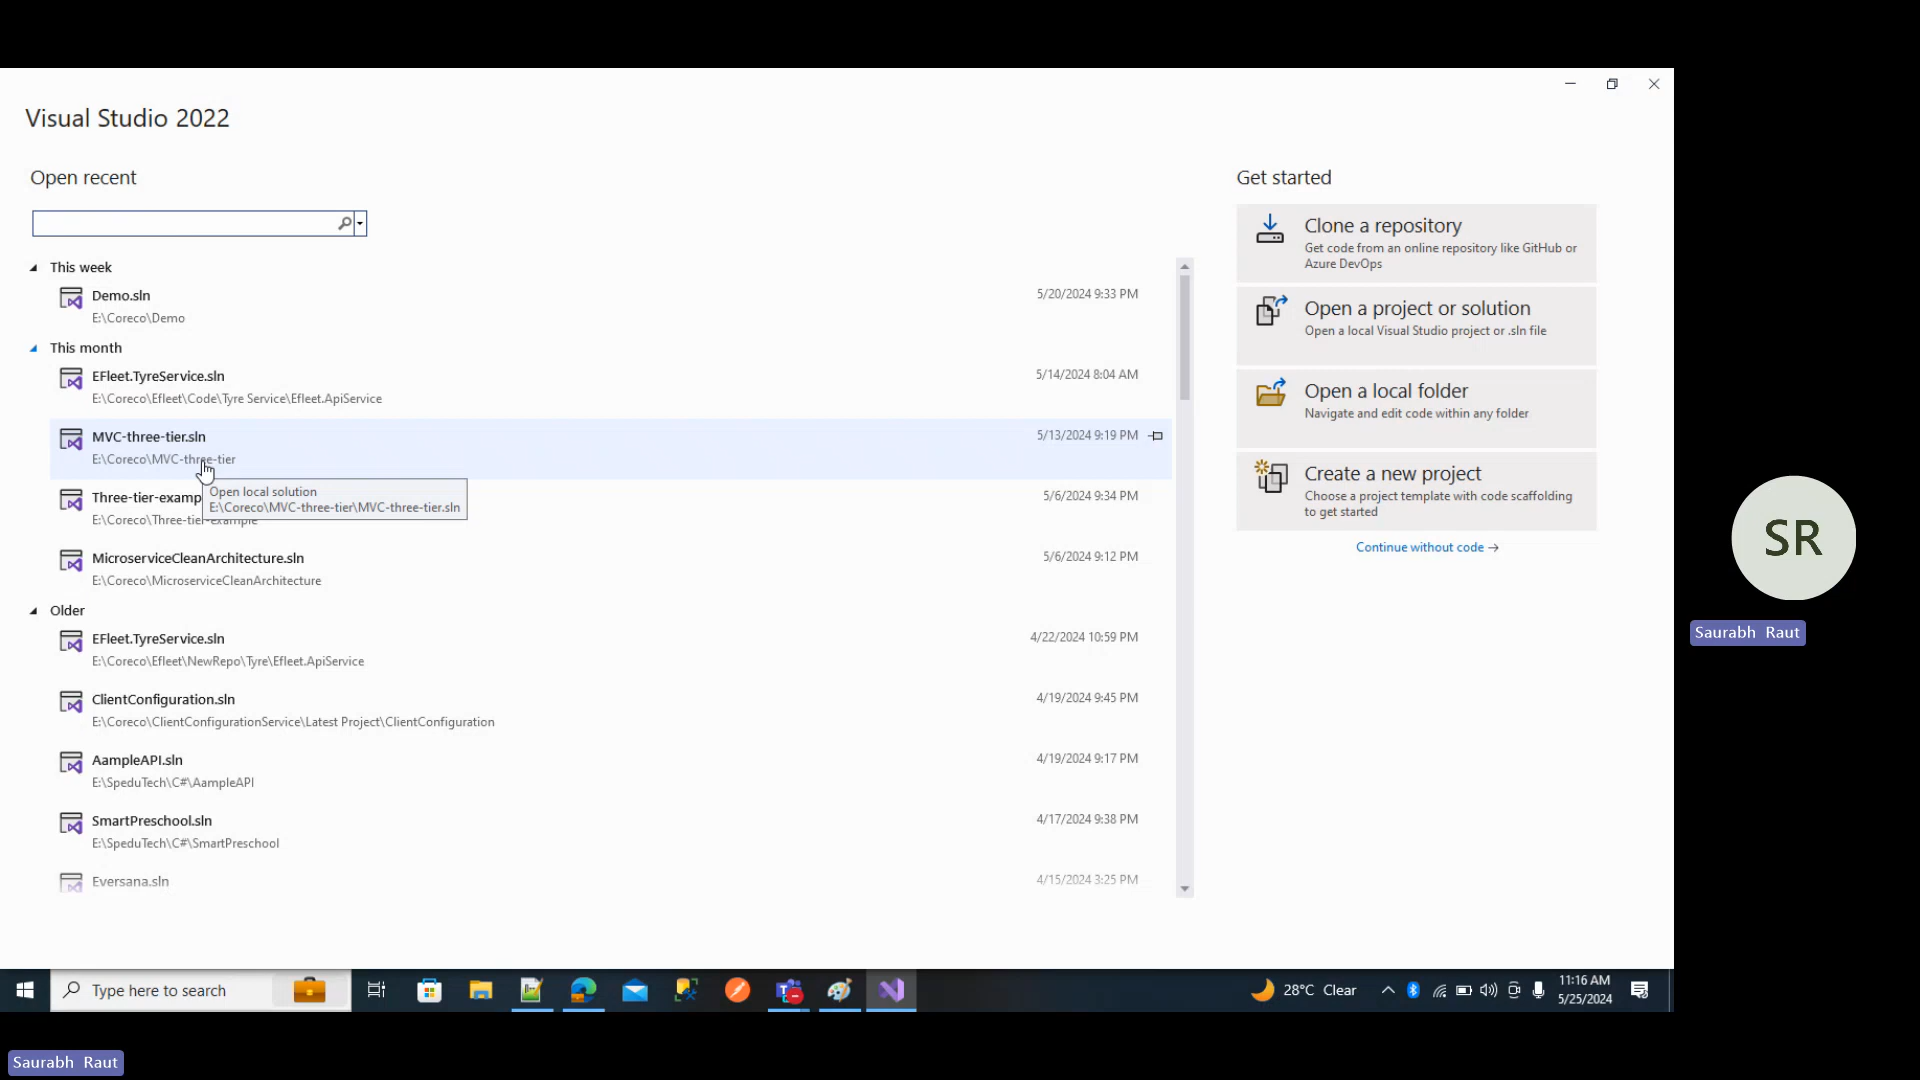 Visual Studio 2022
Open recent
This week
Demo.sln
5/20/2024 9:33 PM
E:\Coreco\Demo
This month
EFleet.TyreService.sln
5/14/2024 8:04 AM
E:\Coreco\Efleet\Code\Tyre Service\Efleet.ApiService
MVC-three-tier.sln
5/13/2024 9:19 PM
E:\Coreco\MVC-three-tier
Three-tier-examp
5/6/2024 9:34 PM
E:\Coreco\Three-tier-example
Open local solution
E:\Coreco\MVC-three-tier\MVC-three-tier.sln
MicroserviceCleanArchitecture.sln
5/6/2024 9:12 PM
E:\Coreco\MicroserviceCleanArchitecture
Older
EFleet.TyreService.sln
4/22/2024 10:59 PM
E:\Coreco\Efleet\NewRepo\Tyre\Efleet.ApiService
ClientConfiguration.sln
4/19/2024 9:45 PM
E:\Coreco\ClientConfigurationService\Latest Project\ClientConfiguration
AampleAPI.sln
4/19/2024 9:17 PM
E:\SpeduTech\C#\AampleAPI
SmartPreschool.sln
4/17/2024 9:38 PM
E:\SpeduTech\C#\SmartPreschool
Eversana.sln
4/15/2024 3:25 PM
Get started
Clone a repository
Get code from an online repository like GitHub or
Azure DevOps
Open a project or solution
Open a local Visual Studio project or .sln file
Open a local folder
Navigate and edit code within any folder
Create a new project
Choose a project template with code scaffolding
to get started
Continue without code →
SR
Saurabh Raut
Type here to search
28°C Clear
11:16 AM
5/25/2024
Saurabh Raut